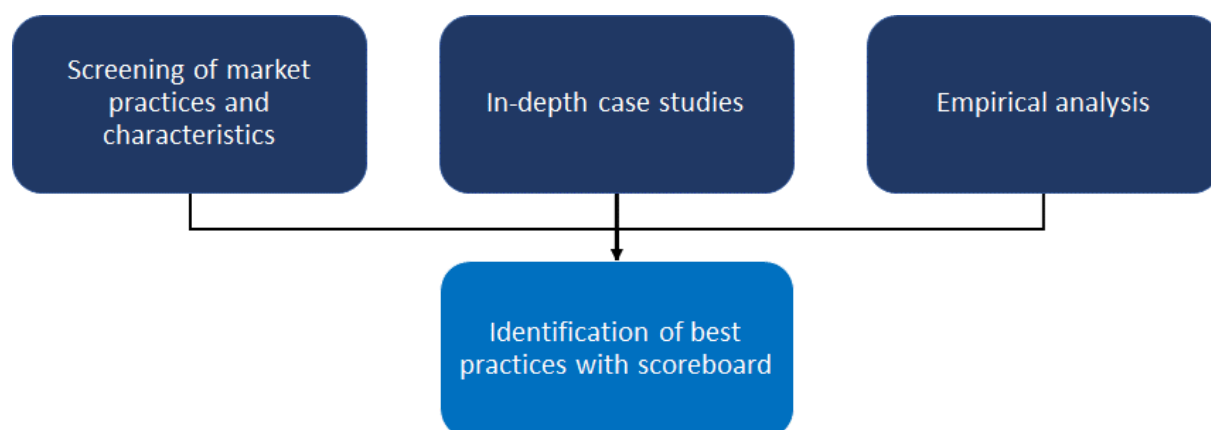 Screening of market
practices and
characteristics
In-depth case studies
Empirical analysis
Identification of best
practices with scoreboard